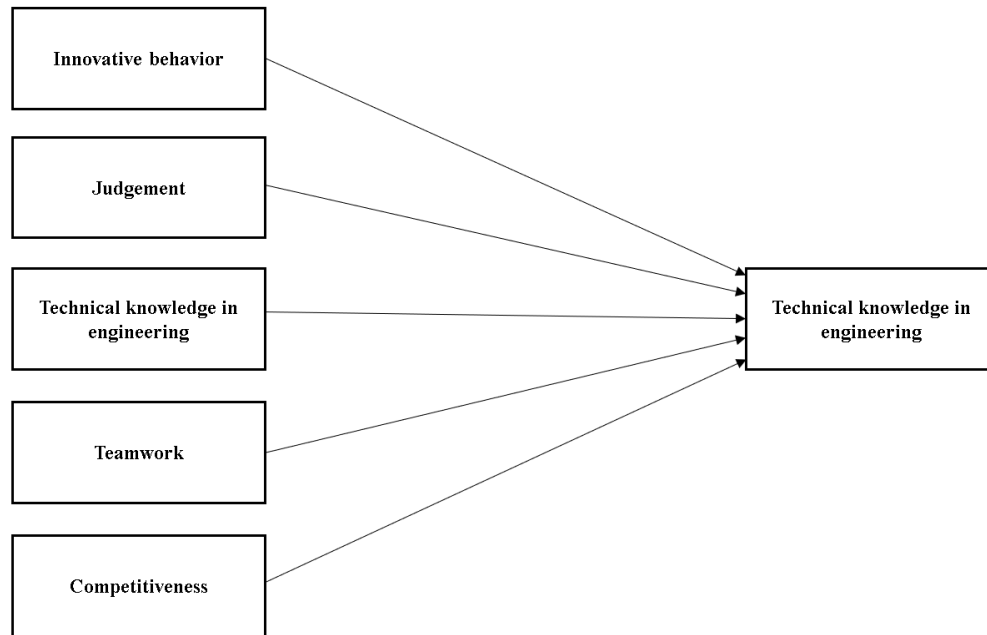 Innovative behavior
Judgement
Technical knowledge in
engineering
Teamwork
Competitiveness
Technical knowledge in
engineering